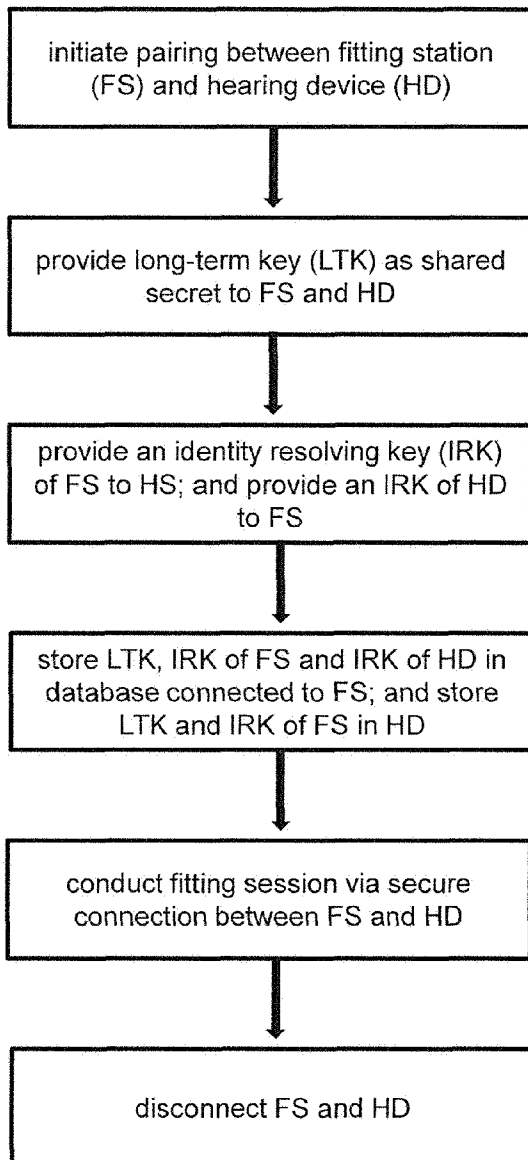 initiate pairing between fitting station
(FS) and hearing device (HD)
provide long-term key (LTK) as shared
secret to FS and HD
provide an identity resolving key (IRK)
of FS to HS; and provide an IRK of HD
to FS
store LTK, IRK of FS and IRK of HD in
database connected to FS; and store
LTK and IRK of FS in HD
conduct fitting session via secure
connection between FS and HD
disconnect FS and HD